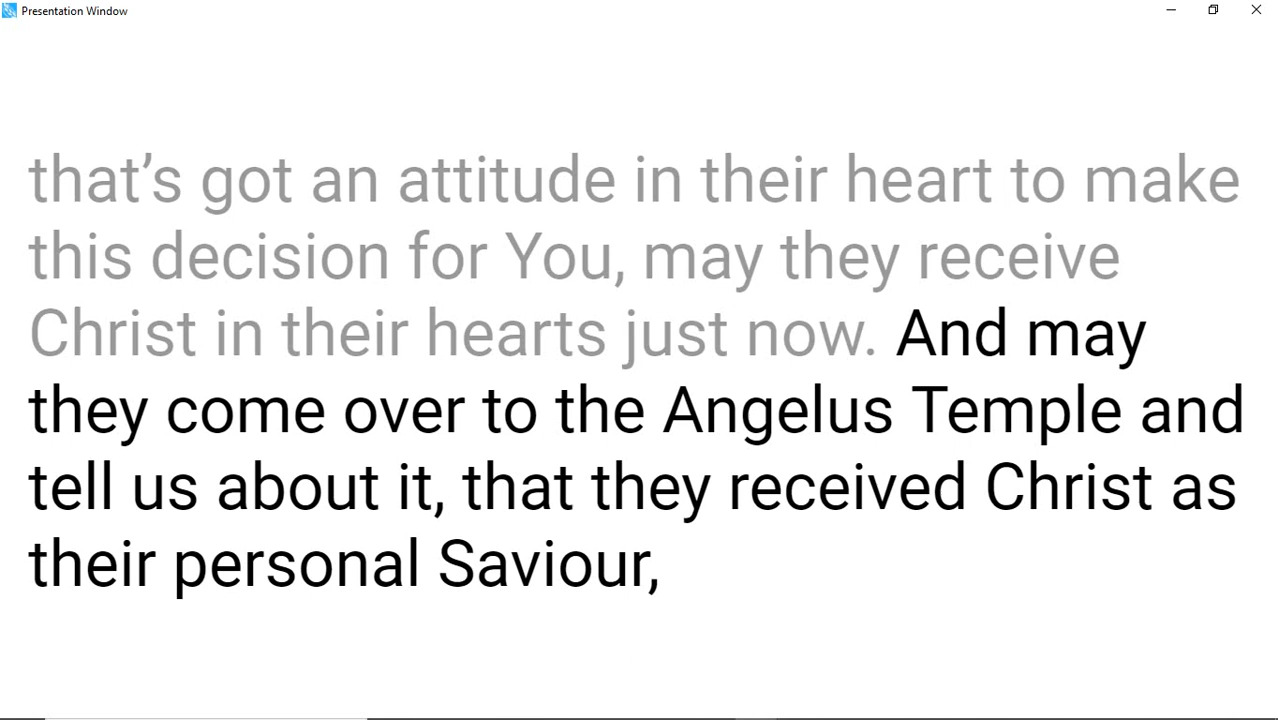 Presentation Window
that’s got an attitude in their heart to make
this decision for You, may they receive
Christ in their hearts just now. And may
they come over to the Angelus Temple and
tell us about it, that they received Christ as
their personal Saviour,